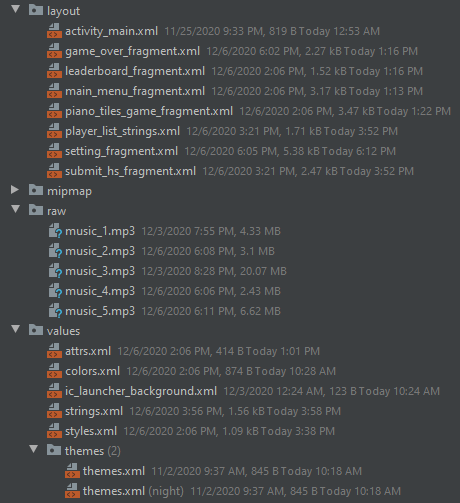 layout
activity_main.xml 11/25/2020 9:33 PM, 819 B Today 12:53 AM
game_over_fragment.xml 12/6/2020 6:02 PM, 2.27 kB Today 1:16 PM
leaderboard_fragment.xml 12/6/2020 2:06 PM, 1.52 kB Today 1:16 PM
main_menu_fragment.xml 12/6/2020 2:06 PM, 3.17 kB Today 1:13 PM
piano_tiles_game_fragment.xml 12/6/2020 2:06 PM, 3.47 kB Today 1:22 PM
player_list_strings.xml 12/6/2020 3:21 PM, 1.71 kB Today 3:52 PM
setting_fragment.xml 12/6/2020 6:05 PM, 5.38 kB Today 6:12 PM
submit_hs_fragment.xml 12/6/2020 3:21 PM, 2.47 kB Today 3:52 PM
mipmap
raw
music_1.mp3 12/3/2020 7:55 PM, 4.33 MB
music_2.mp3 12/6/2020 6:08 PM, 3.1 MB
music_3.mp3 12/3/2020 8:28 PM, 20.07 MB
music_4.mp3 12/6/2020 6:06 PM, 2.43 MB
music_5.mp3 12/6/2020 6:11 PM, 6.62 MB
values
attrs.xml 12/6/2020 2:06 PM, 414 B Today 1:01 PM
colors.xml 12/6/2020 2:06 PM, 874 B Today 10:28 AM
ic_launcher_background.xml 12/3/2020 12:24 AM, 123 B Today 10:24 AM
strings.xml 12/6/2020 3:56 PM, 1.56 kB Today 3:58 PM
styles.xml 12/6/2020 2:06 PM, 1.09 kB Today 3:38 PM
themes (2)
themes.xml 11/2/2020 9:37 AM, 845 B Today 10:18 AM
themes.xml (night) 11/2/2020 9:37 AM, 845 B Today 10:18 AM